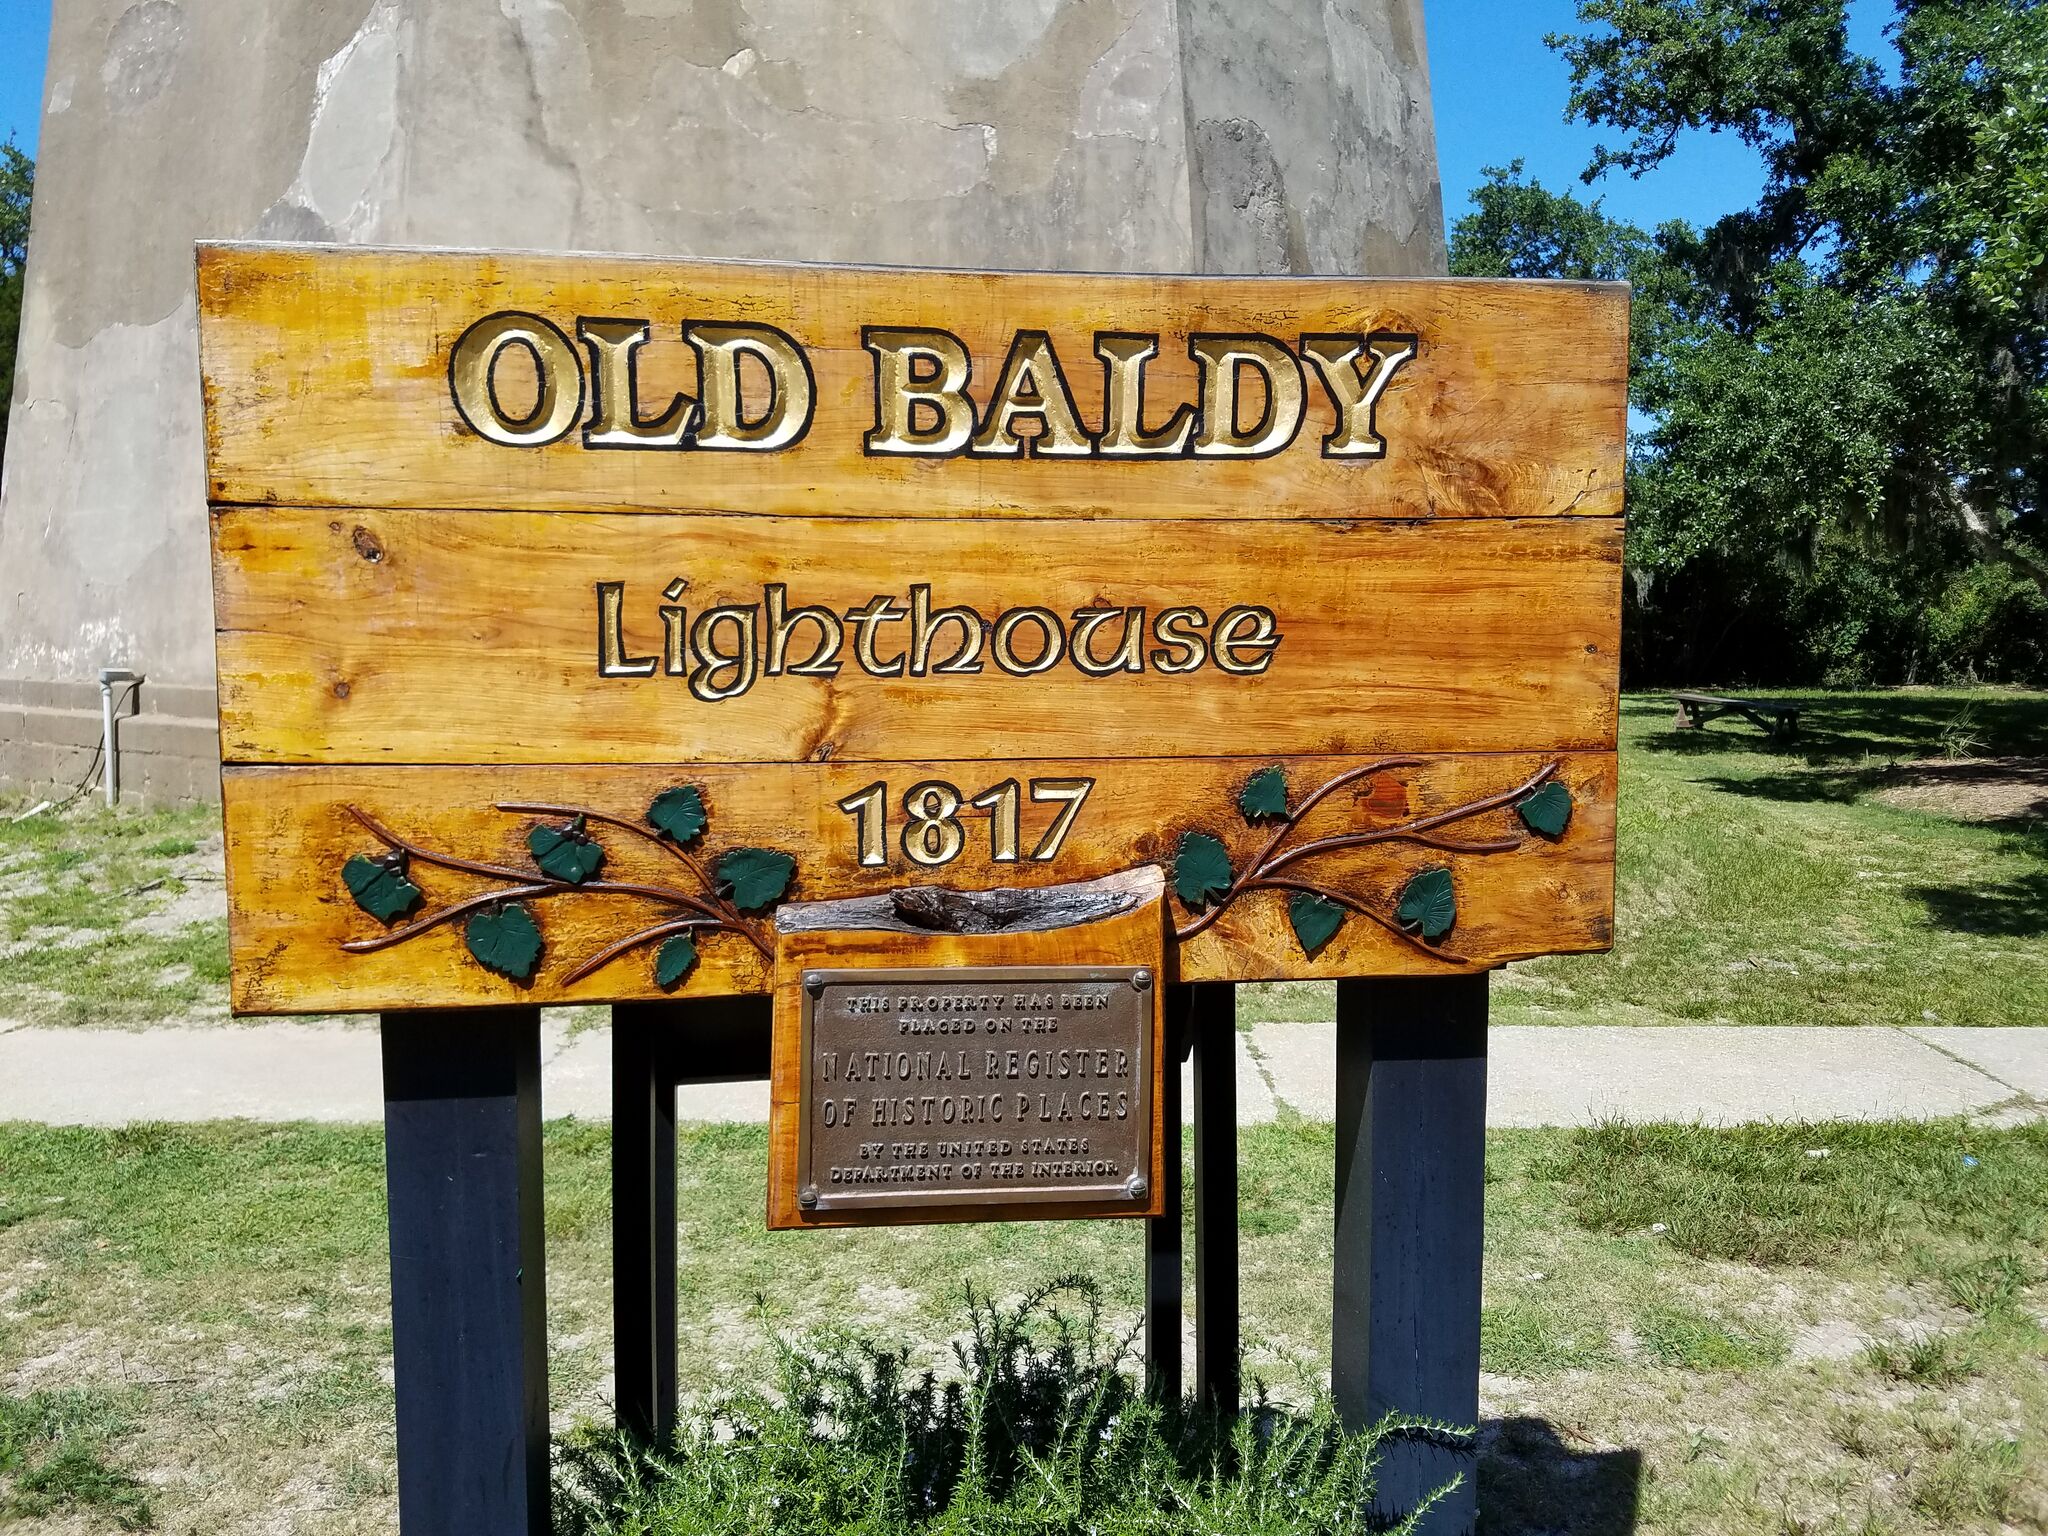 OLD BALDY
Lighthouse
1817
THIS PROPERTY HAS BEEN
PLACED ON THE
NATIONAL REGISTER
OF HISTORIC PLACES
BY THE UNITED STATES
DEPARTMENT OF THE INTERIOR